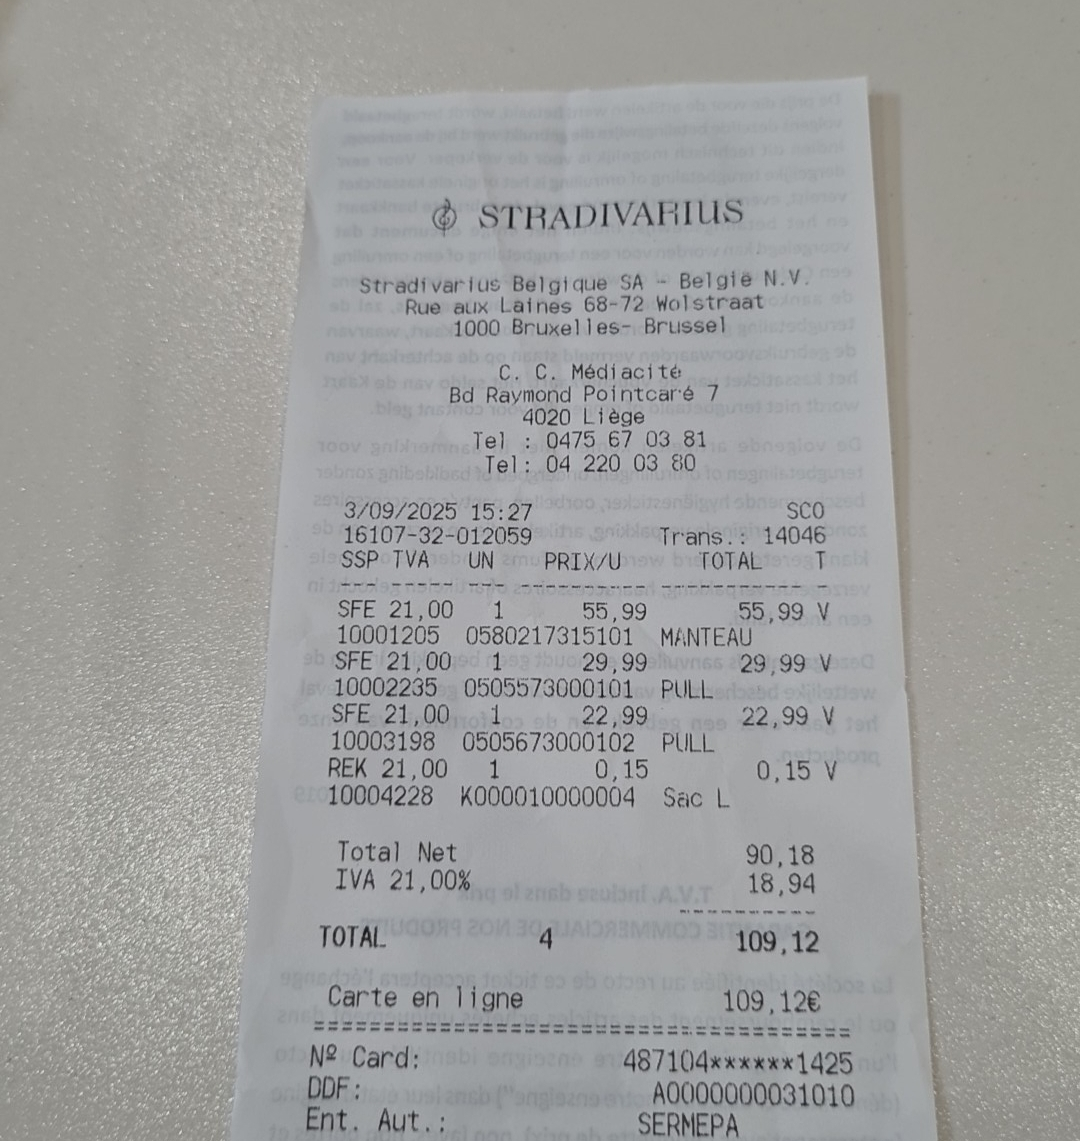 STRADIVARIUS
Stradivarius Belgique SA - België N.V.
Rue aux Laines 68-72 Wolstraat
1000 Bruxelles- Brussel
C. C. Médiacité
Bd Raymond Pointcaré 7
4020 Liège
Tel : 0475 67 03 81
Tel: 04 220 03 80
3/09/2025 15:27 SCO
16107-32-012059 Trans.: 14046
SSP TVA UN PRIX/U TOTAL T
SFE 21,00 1 55,99 55,99 V
10001205 0580217315101 MANTEAU
SFE 21,00 1 29,99 29,99 V
10002235 0505573000101 PULL
SFE 21,00 1 22,99 22,99 V
10003198 0505673000102 PULL
REK 21,00 1 0,15 0,15 V
10004228 K000010000004 Sac L
Total Net 90,18
IVA 21,00% 18,94
TOTAL 4 109,12
Carte en ligne 109,12€
Nº Card: 487104******1425
DDF: A0000000031010
Ent. Aut.: SERMEPA